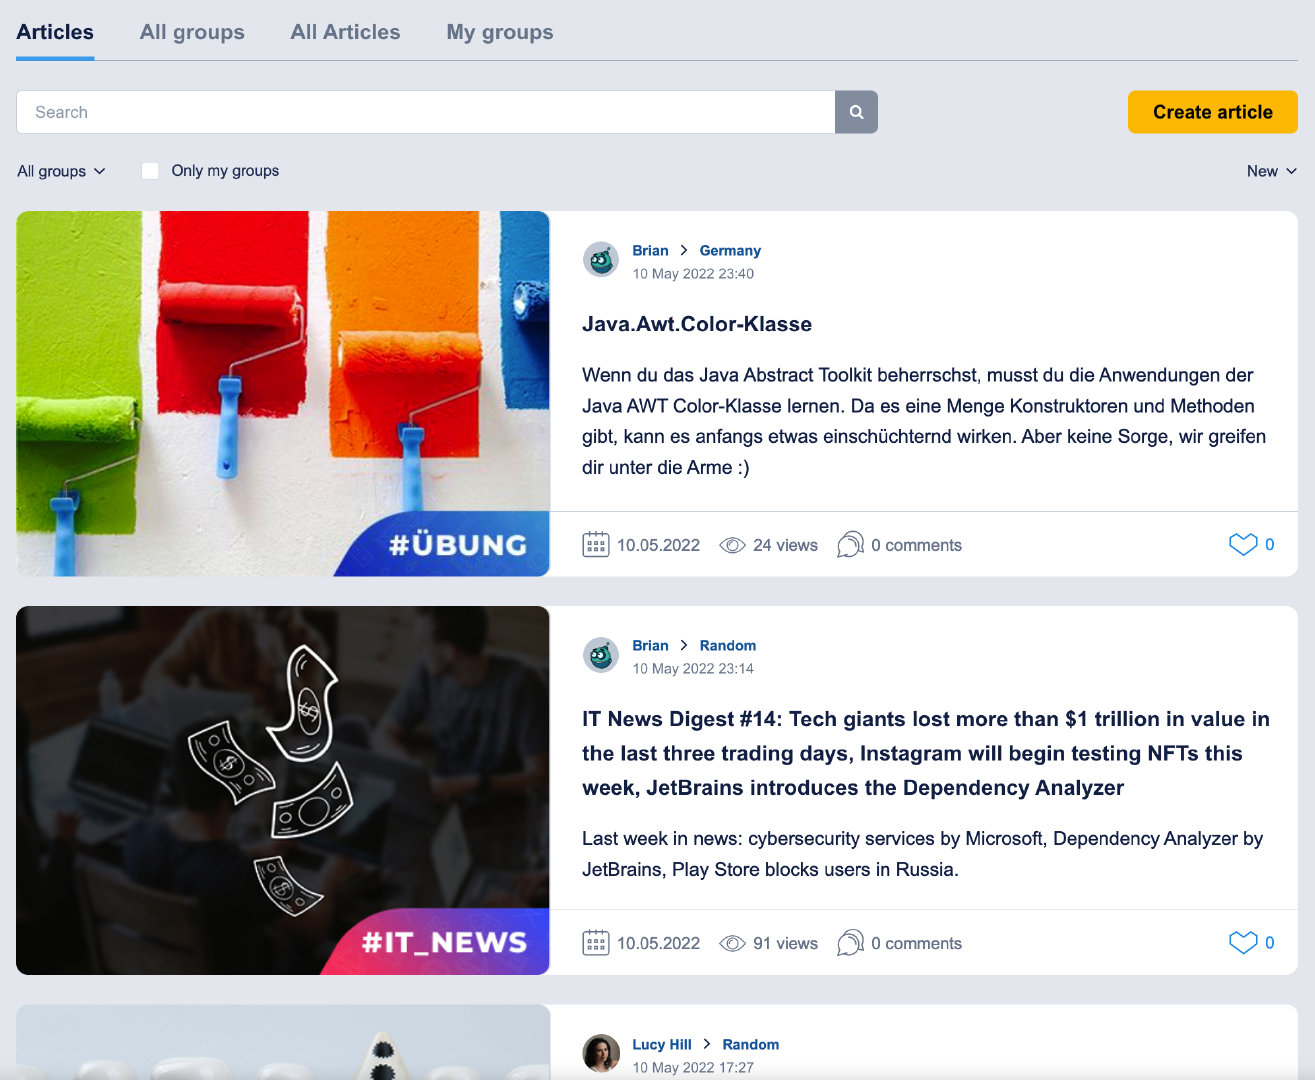 Articles All groups All Articles My groups
Search
Create article
All groups Only my groups New
Brian > Germany
10 May 2022 23:40
Java.Awt.Color-Klasse
Wenn du das Java Abstract Toolkit beherrschst, musst du die Anwendungen der
Java AWT Color-Klasse lernen. Da es eine Menge Konstruktoren und Methoden
gibt, kann es anfangs etwas einschüchternd wirken. Aber keine Sorge, wir greifen
dir unter die Arme :)
#ÜBUNG
10.05.2022 24 views 0 comments 0
Brian > Random
10 May 2022 23:14
IT News Digest #14: Tech giants lost more than $1 trillion in value in
the last three trading days, Instagram will begin testing NFTs this
week, JetBrains introduces the Dependency Analyzer
Last week in news: cybersecurity services by Microsoft, Dependency Analyzer by
JetBrains, Play Store blocks users in Russia.
#IT_NEWS
10.05.2022 91 views 0 comments 0
Lucy Hill > Random
10 May 2022 17:27